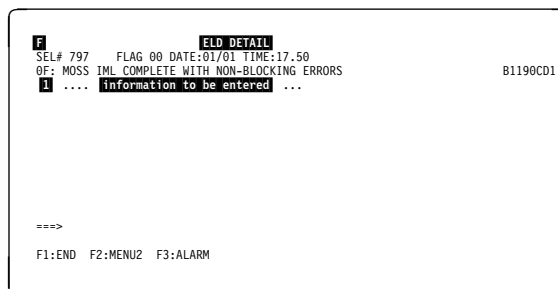 F ELD DETAIL
SEL# 797 FLAG 00 DATE:01/01 TIME:17.50
0F: MOSS IML COMPLETE WITH NON-BLOCKING ERRORS B1190CD1
1 .... information to be entered ...
===>
F1:END F2:MENU2 F3:ALARM